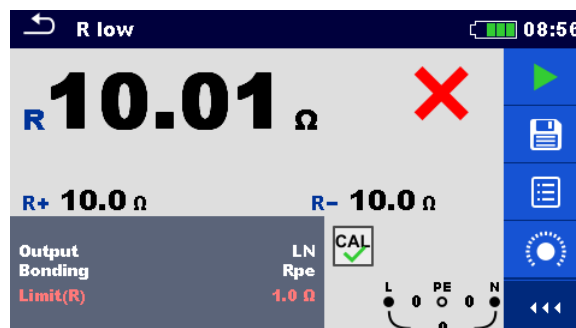 R low 08:56
R 10.01 Ω
R+ 10.0 Ω R- 10.0 Ω
Output LN
Bonding Rpe
Limit(R) 1.0 Ω
CAL
L PE N
0 0
0